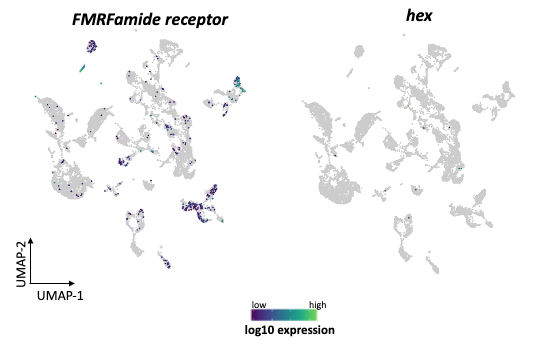 FMRFamide receptor
hex
UMAP-2
UMAP-1
low high
log10 expression